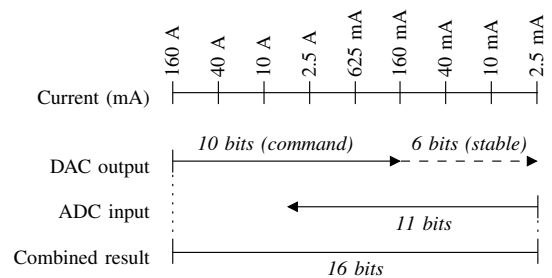 160 A
40 A
10 A
2.5 A
625 mA
160 mA
40 mA
10 mA
2.5 mA
Current (mA)
10 bits (command)
6 bits (stable)
DAC output
ADC input
11 bits
Combined result
16 bits